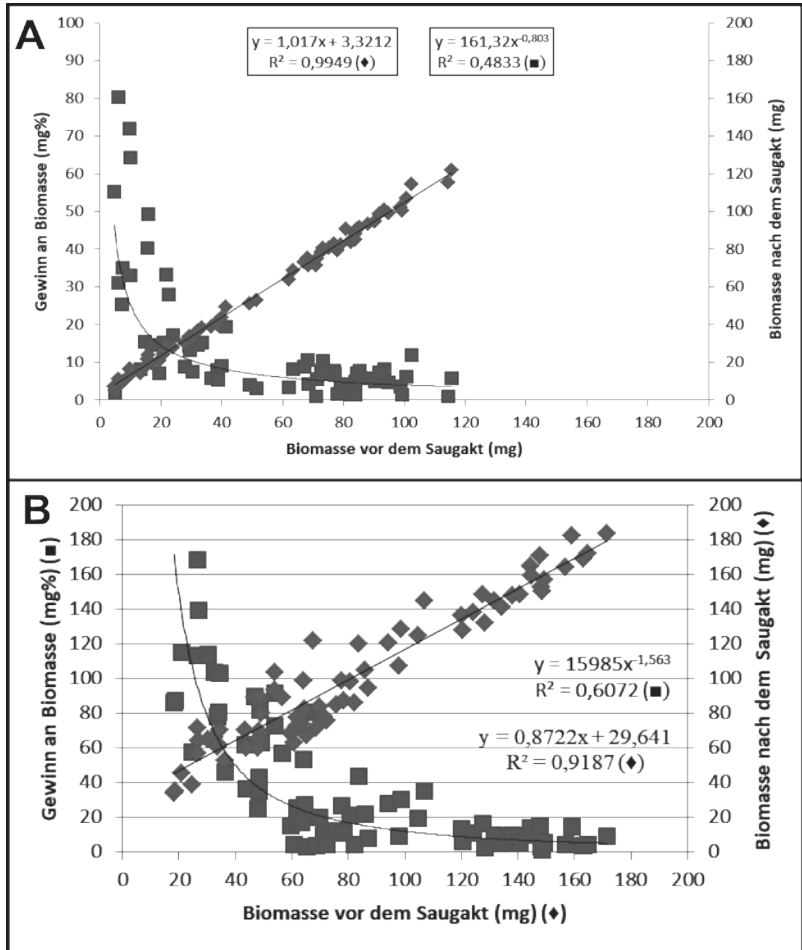 A
y = 1,017x + 3,3212
R² = 0,9949 (♦)
y = 161,32x^-0,803
R² = 0,4833 (■)
Gewinn an Biomasse (mg%)
100
90
80
70
60
50
40
30
20
10
0
200
180
160
140
120
100
80
60
40
20
0
Biomasse nach dem Saugakt (mg)
0 20 40 60 80 100 120 140 160 180 200
Biomasse vor dem Saugakt (mg)
B
Gewinn an Biomasse (mg%) (■)
200
180
160
140
120
100
80
60
40
20
0
y = 15985x^-1,563
R² = 0,6072 (■)
y = 0,8722x + 29,641
R² = 0,9187 (♦)
200
180
160
140
120
100
80
60
40
20
0
Biomasse nach dem Saugakt (mg) (♦)
0 20 40 60 80 100 120 140 160 180 200
Biomasse vor dem Saugakt (mg) (♦)